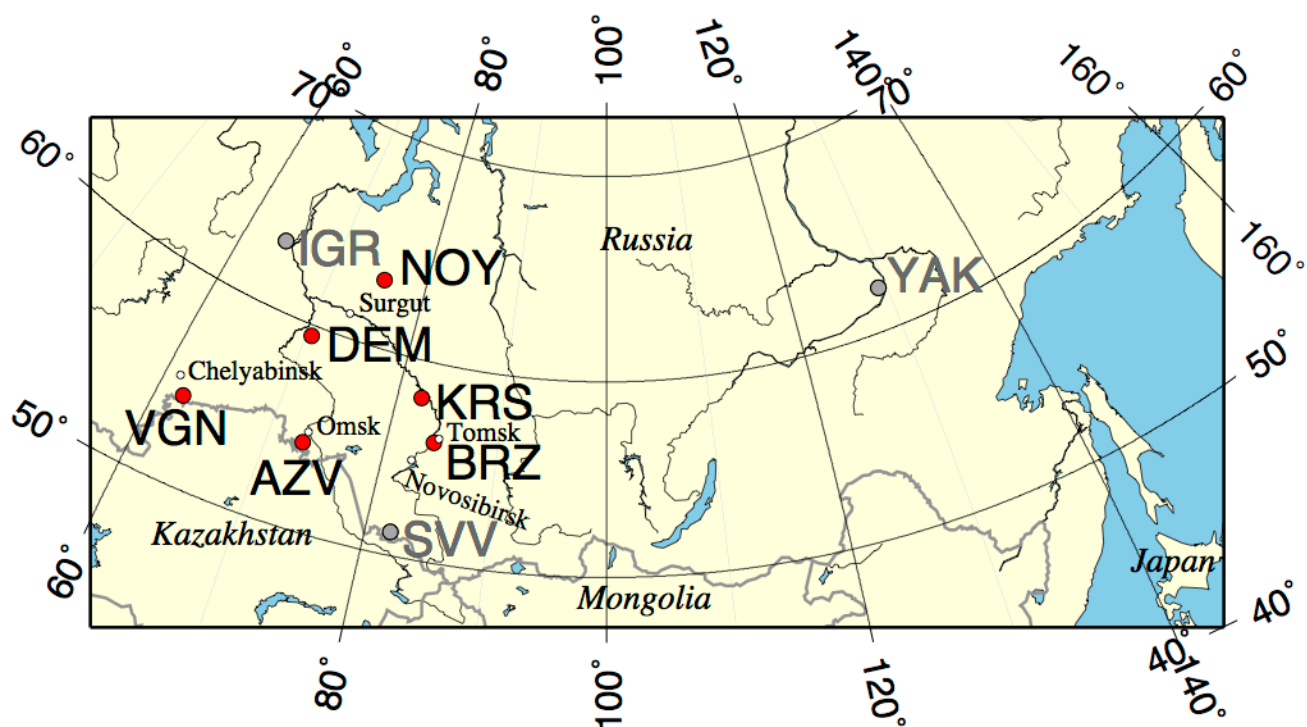 70°
60°
80°
100°
120°
140°
70°
160°
60°
60°
IGR
NOY
Russia
YAK
160°
Surgut
DEM
50°
Chelyabinsk
KRS
50°
VGN
Omsk
Tomsk
AZV
BRZ
Novosibirsk
Kazakhstan
SVV
Japan
60°
Mongolia
40°
80°
100°
120°
40°
140°